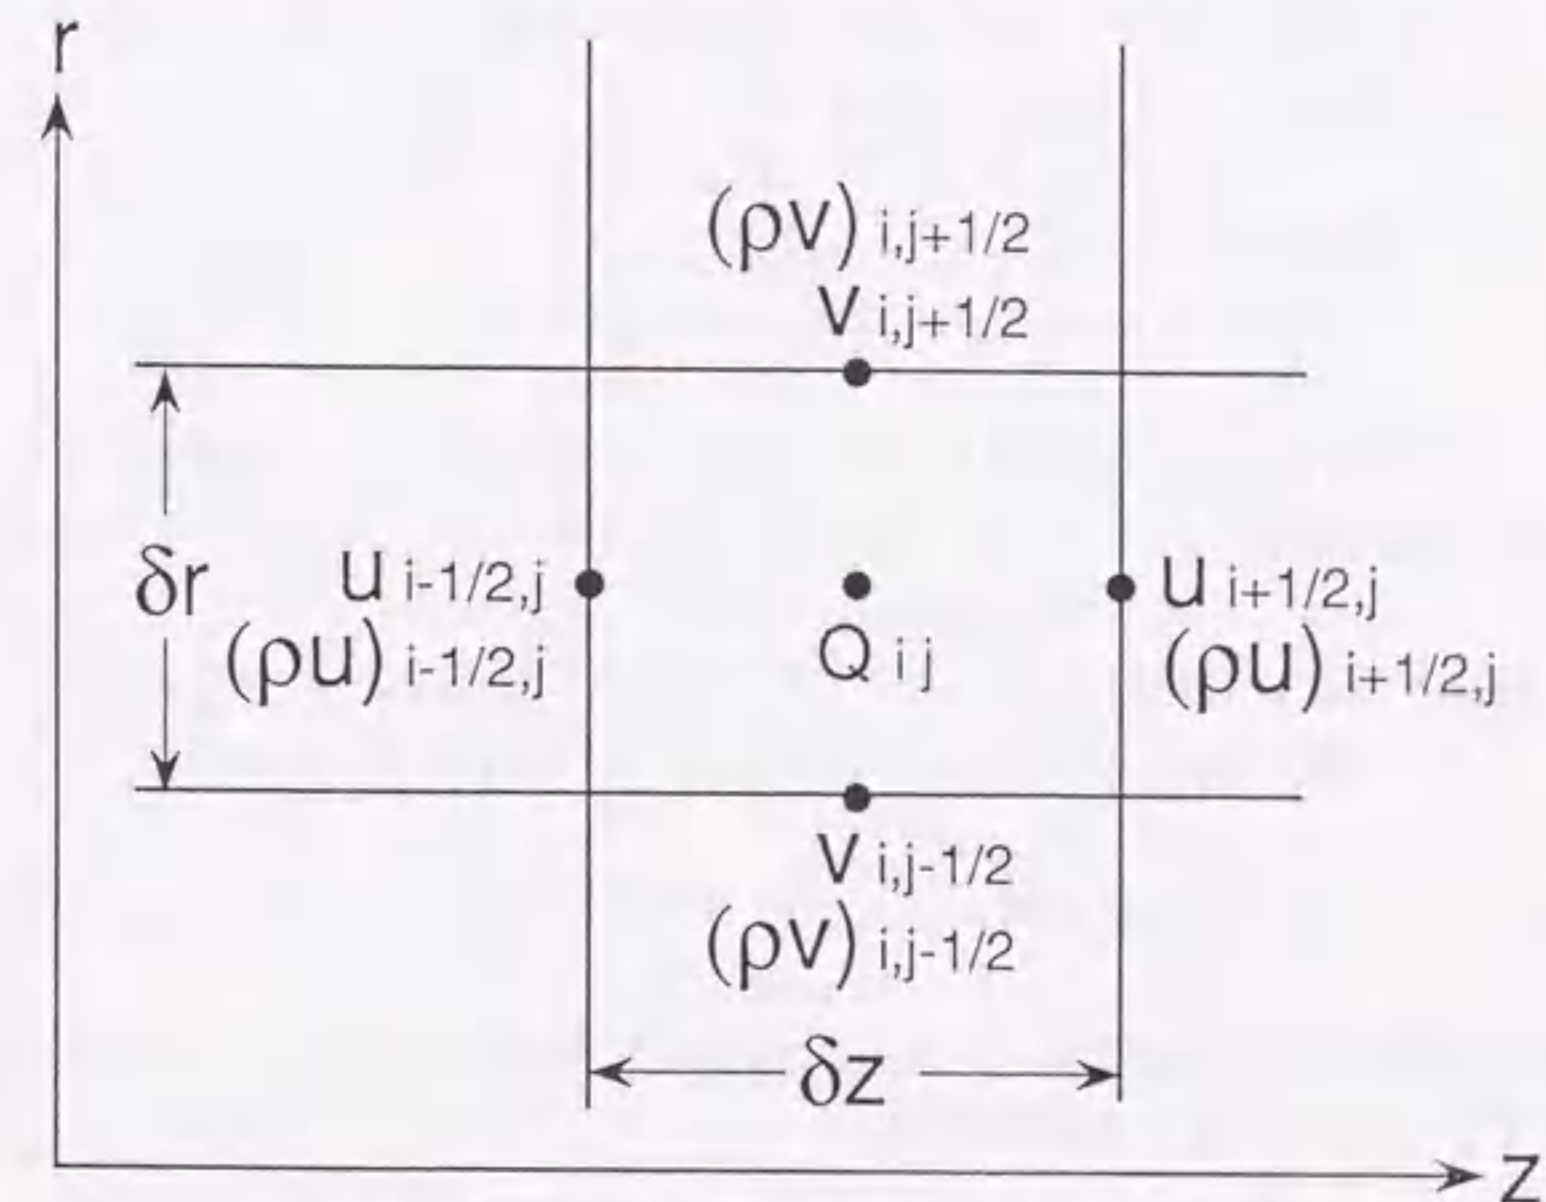 r
(ρv) i,j+1/2
v i,j+1/2
δr
u i-1/2,j
(ρu) i-1/2,j
Q ij
u i+1/2,j
(ρu) i+1/2,j
v i,j-1/2
(ρv) i,j-1/2
δz
z